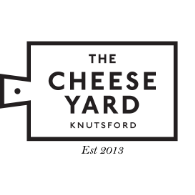 THE
CHEESE
YARD
KNUTSFORD
Est 2013